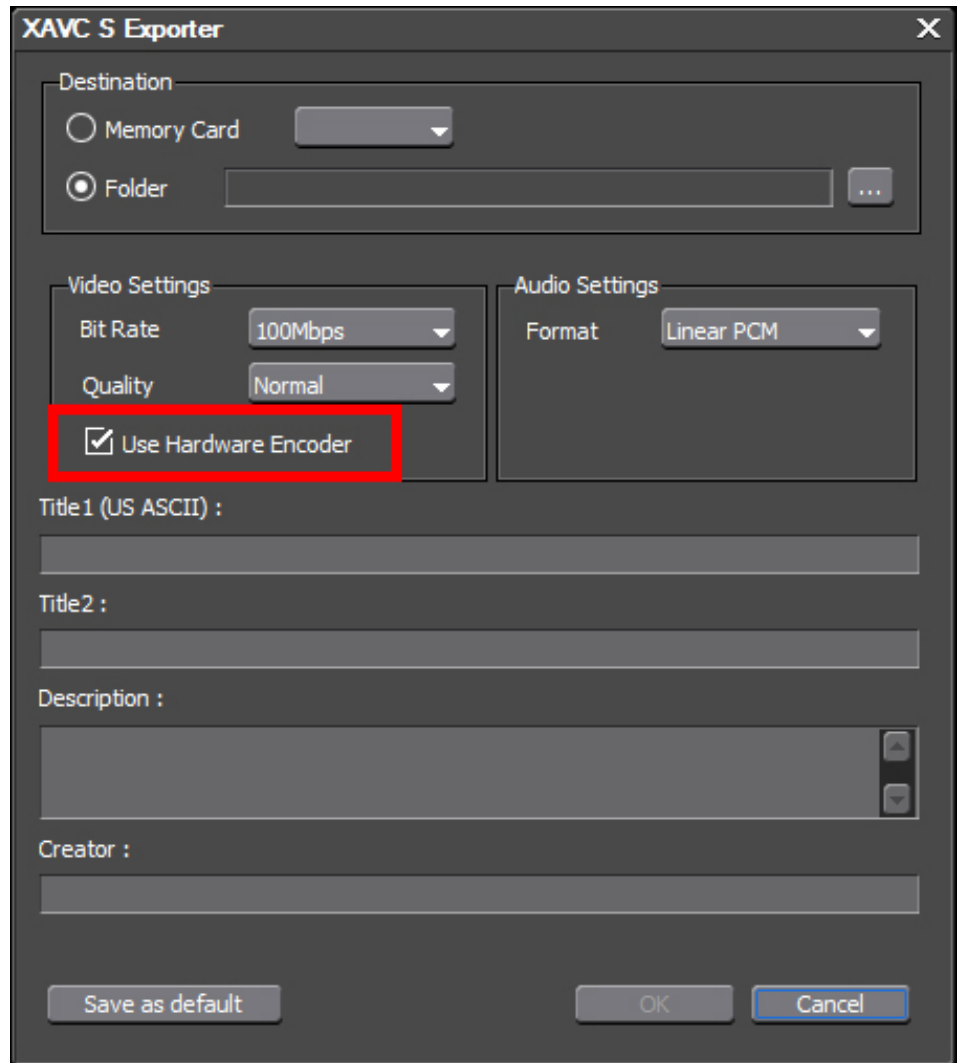 XAVC S Exporter
Destination
Memory Card
Folder
...
Video Settings
Bit Rate
100Mbps
Quality
Normal
Use Hardware Encoder
Audio Settings
Format
Linear PCM
Title1 (US ASCII) :
Title2 :
Description :
Creator :
Save as default
OK
Cancel